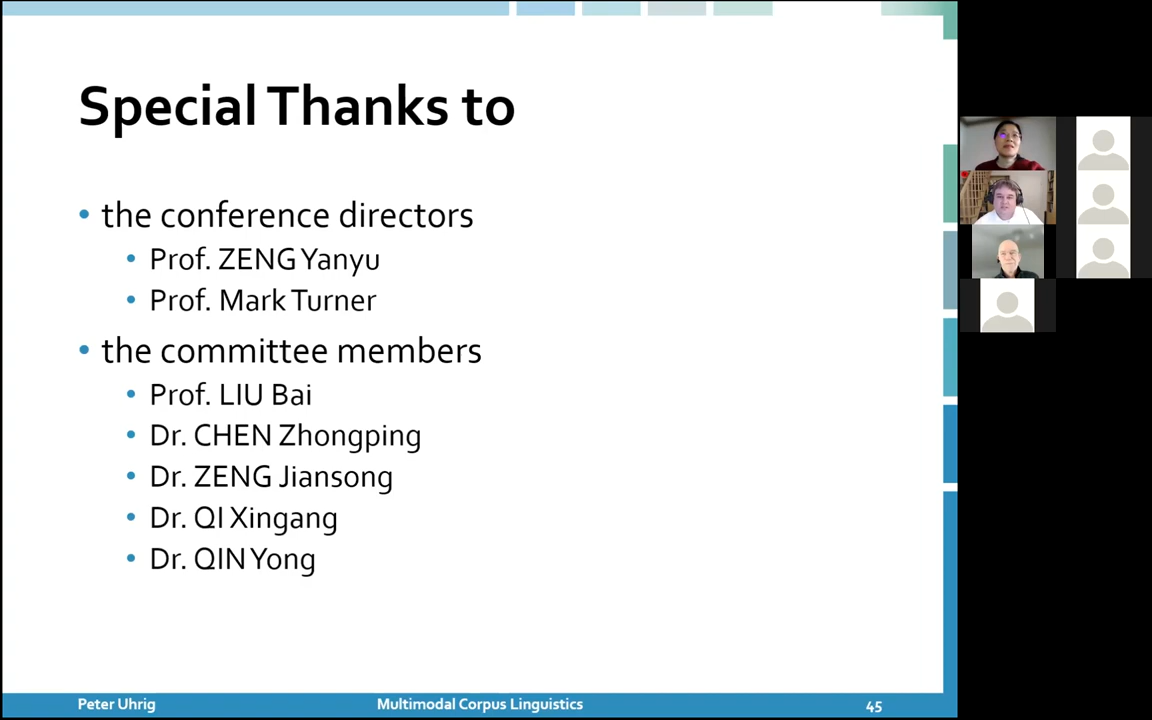 Special Thanks to
• the conference directors
• Prof. ZENG Yanyu
• Prof. Mark Turner
• the committee members
• Prof. LIU Bai
• Dr. CHEN Zhongping
• Dr. ZENG Jiansong
• Dr. QI Xingang
• Dr. QIN Yong
Peter Uhrig Multimodal Corpus Linguistics 45